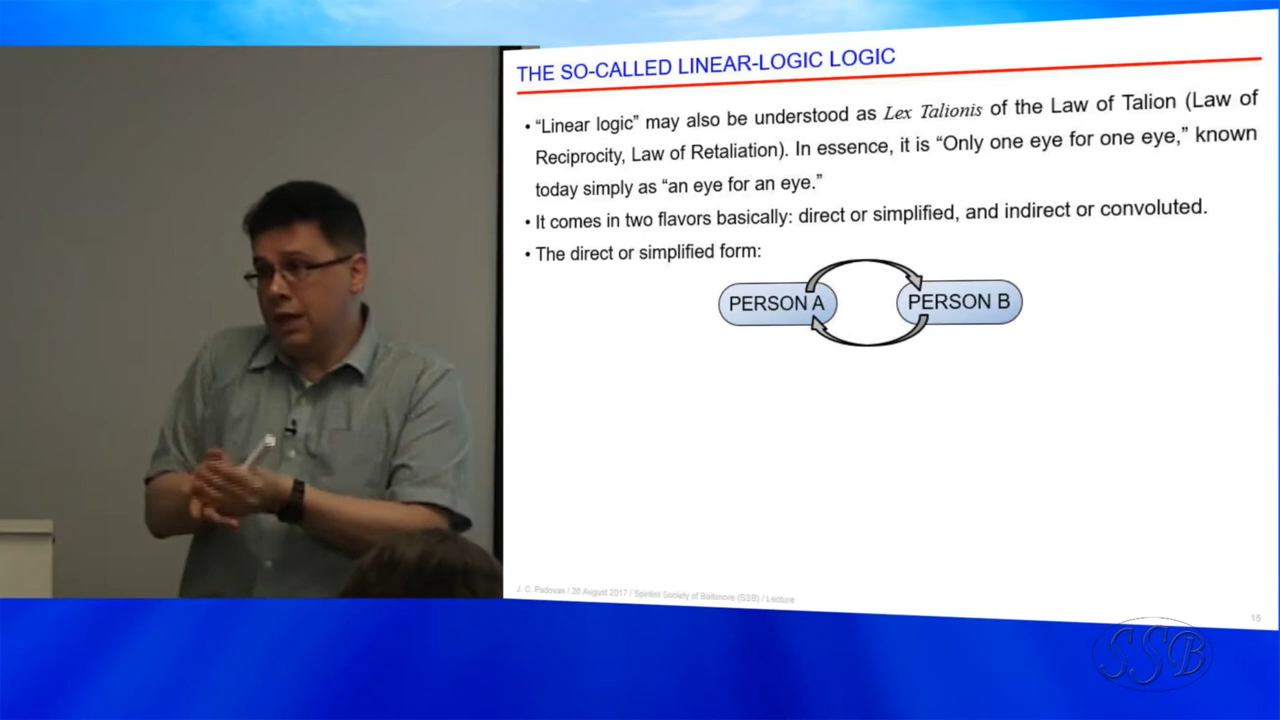 THE SO-CALLED LINEAR-LOGIC LOGIC
• “Linear logic” may also be understood as Lex Talionis of the Law of Talion (Law of
Reciprocity, Law of Retaliation). In essence, it is “Only one eye for one eye,” known
today simply as “an eye for an eye.”
• It comes in two flavors basically: direct or simplified, and indirect or convoluted.
• The direct or simplified form:
PERSON A
PERSON B
J. C. Padovas / 26 August 2017 / Spiritist Society of Baltimore (SSB) / Lecture
15
SSB